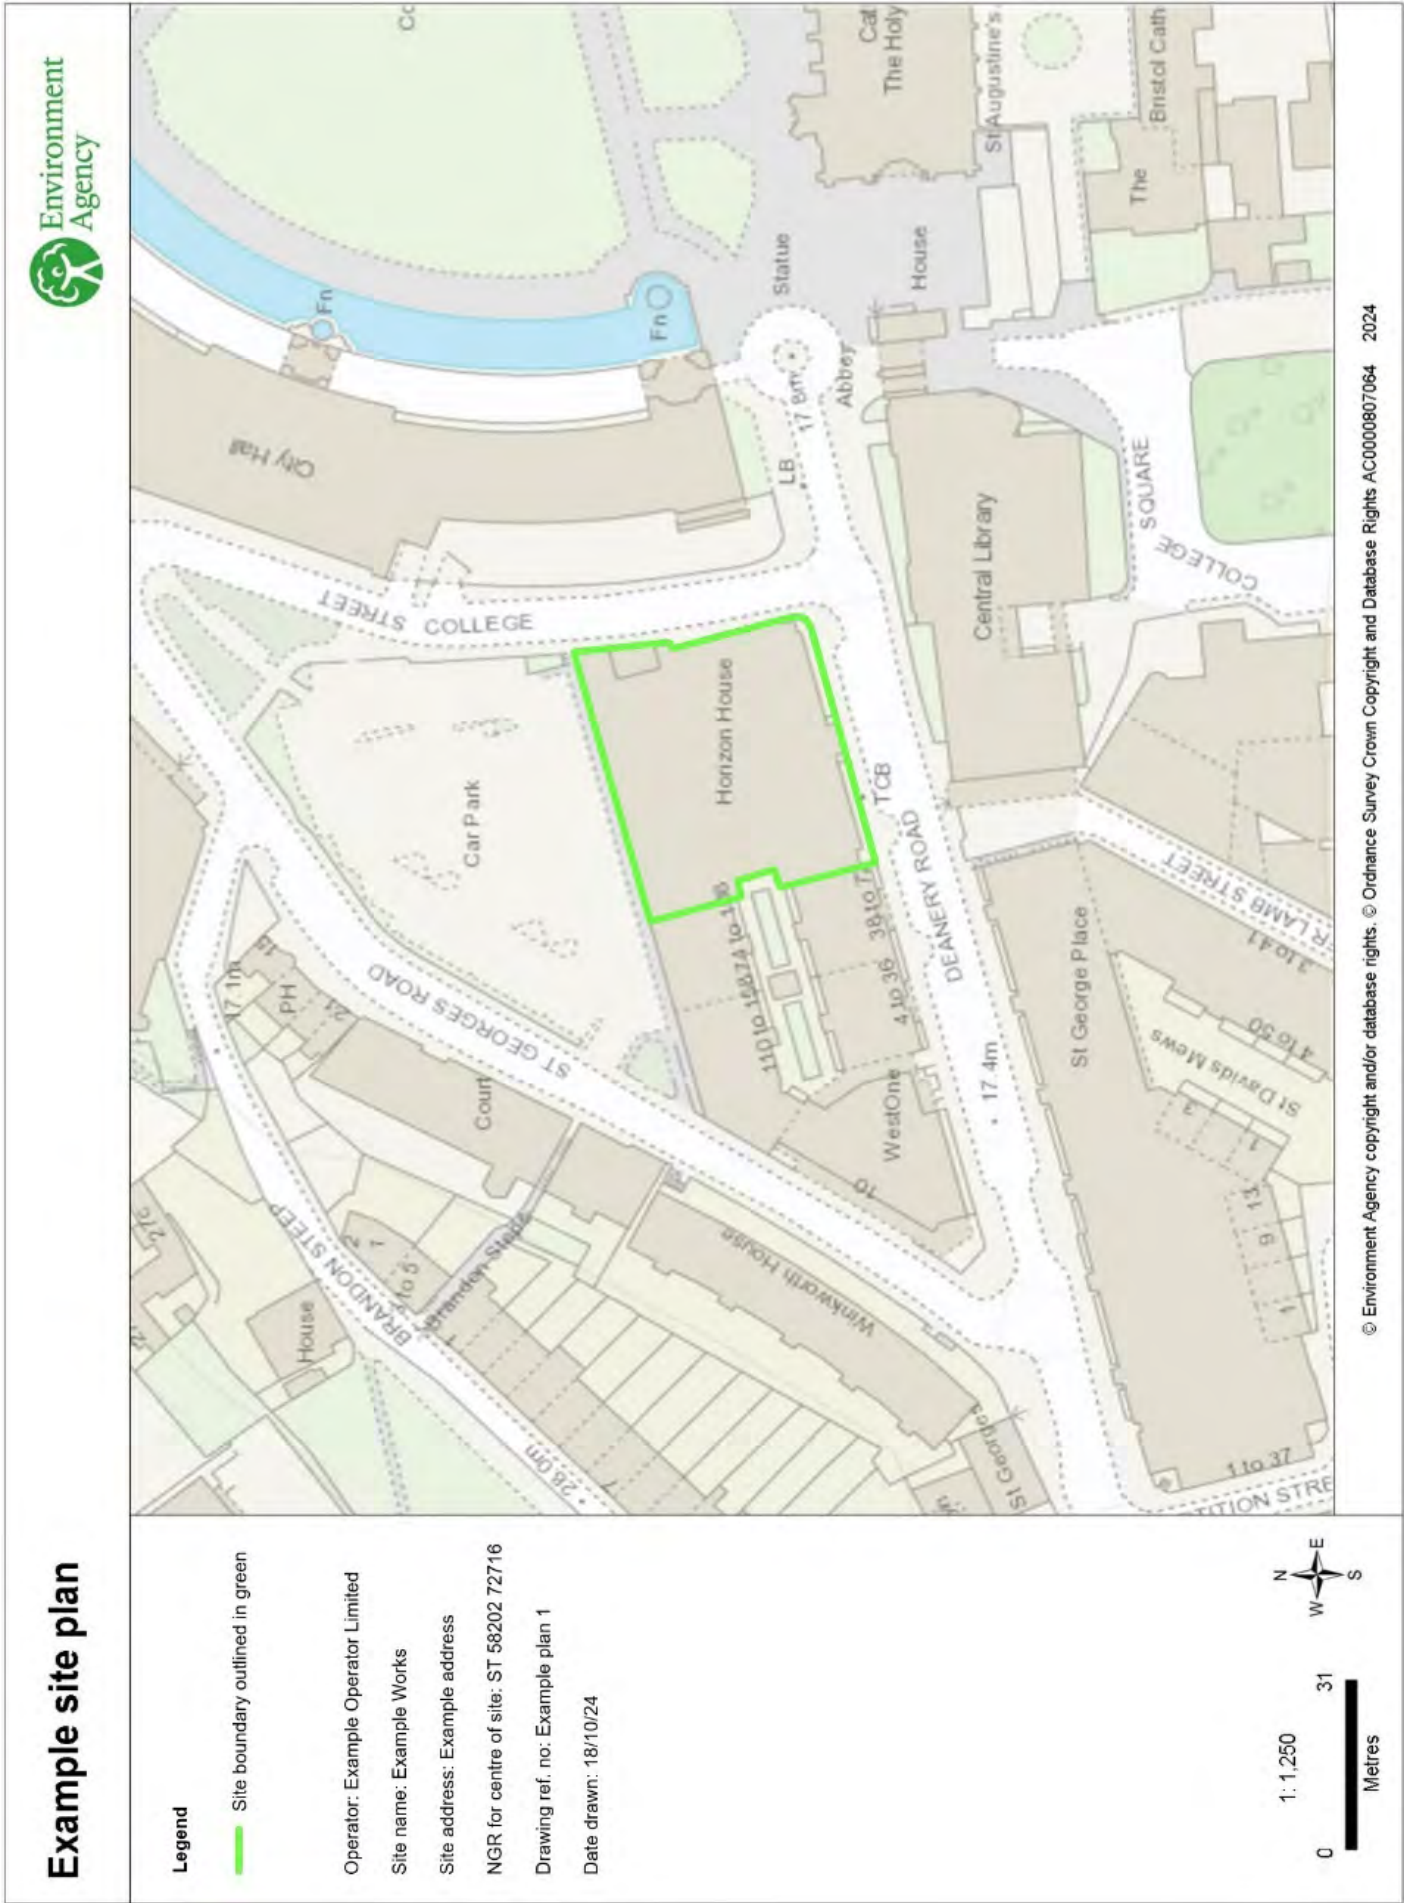 Example site plan
Environment
Agency
Legend
Site boundary outlined in green
Operator: Example Operator Limited
Site name: Example Works
Site address: Example address
NGR for centre of site: ST 58202 72716
Drawing ref. no: Example plan 1
Date drawn: 18/10/24
1: 1,250
0 31
Metres
N
W E
S
27c
House
BRANDON STEEP
2
1
2 to 5
Brandon Steps
1
28.0m
7
17.1m
15
PH
21
Court
ST GEORGES ROAD
Winkworth House
St Georges
Car Park
STREET
COLLEGE
City Hall
Fn
Fn
Horizon House
110 to 158
74 to 106
38 to 72
4 to 36
WestOne
10
TCB
DEANERY ROAD
17.4m
LB
17.8m
Statue
Abbey
House
Cat
The Holy
St Augustine's
Bristol Cath
The
Central Library
SQUARE
COLLEGE
St George Place
ER LAMB STREET
3 to 41
4 to 50
St Davids Mews
3
1
13
9
1
1 to 37
TITION STRE
© Environment Agency copyright and/or database rights. © Ordnance Survey Crown Copyright and Database Rights AC0000807064 2024